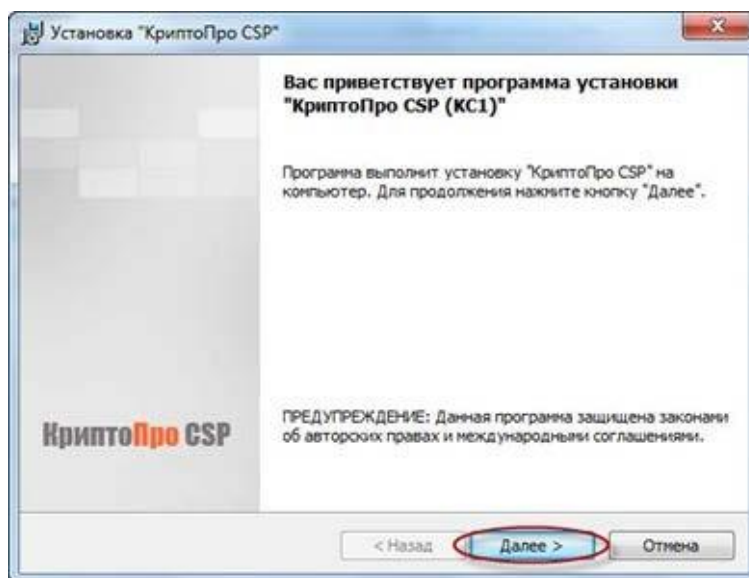 Установка "КриптоПро CSP"
Вас приветствует программа установки
"КриптоПро CSP (КС1)"
Программа выполнит установку "КриптоПро CSP" на
компьютер. Для продолжения нажмите кнопку "Далее".
КриптоПро CSP
ПРЕДУПРЕЖДЕНИЕ: Данная программа защищена законами
об авторских правах и международными соглашениями.
< Назад
Далее >
Отмена